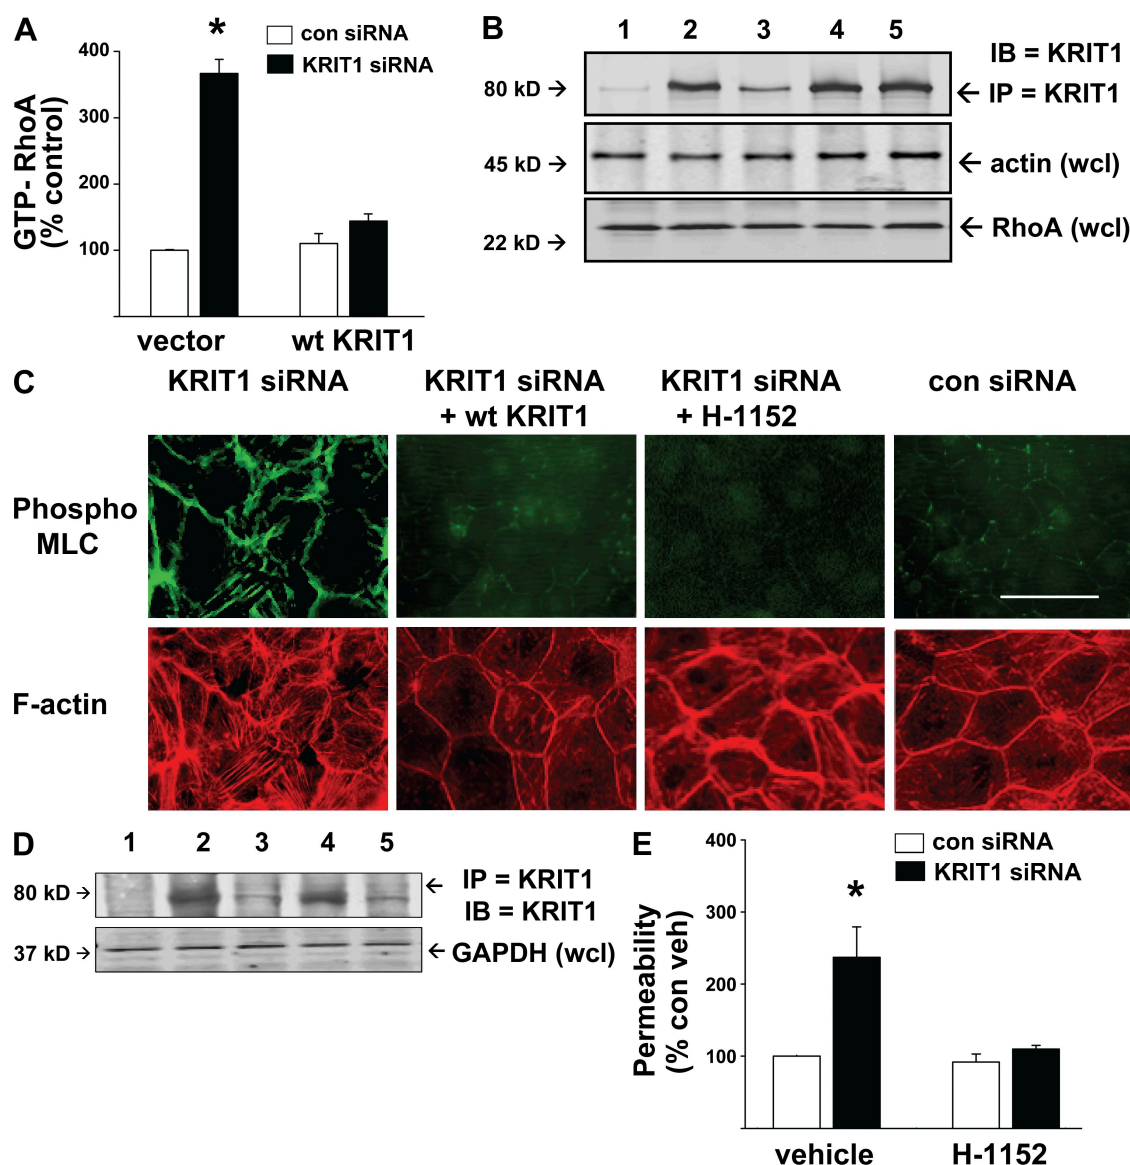 A
GTP- RhoA
(% control)
400
300
200
100
*
con siRNA
KRIT1 siRNA
vector
wt KRIT1
B
1 2 3 4 5
80 kD →
45 kD →
22 kD →
IB = KRIT1
← IP = KRIT1
← actin (wcl)
← RhoA (wcl)
C
KRIT1 siRNA
KRIT1 siRNA
+ wt KRIT1
KRIT1 siRNA
+ H-1152
con siRNA
Phospho
MLC
F-actin
D
1 2 3 4 5
80 kD →
37 kD →
← IP = KRIT1
IB = KRIT1
← GAPDH (wcl)
E
Permeability
(% con veh)
400
300
200
100
*
con siRNA
KRIT1 siRNA
vehicle
H-1152